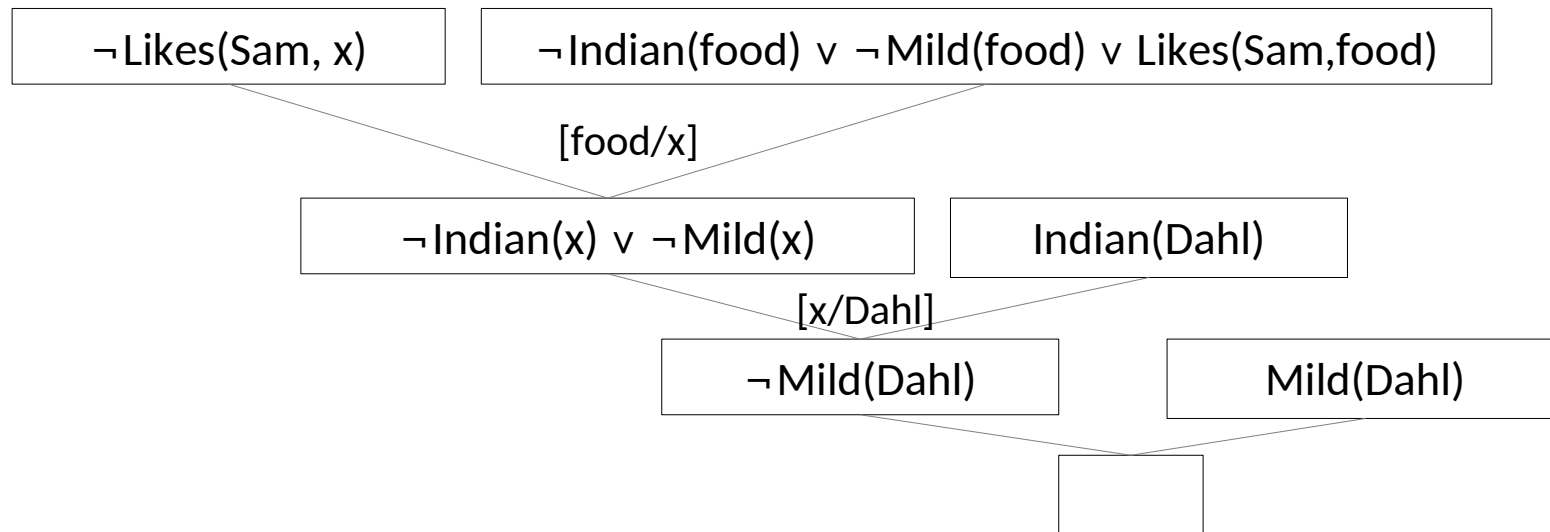 ¬Likes(Sam, x)
¬Indian(food) ∨ ¬Mild(food) ∨ Likes(Sam,food)
[food/x]
¬Indian(x) ∨ ¬Mild(x)
Indian(Dahl)
[x/Dahl]
¬Mild(Dahl)
Mild(Dahl)